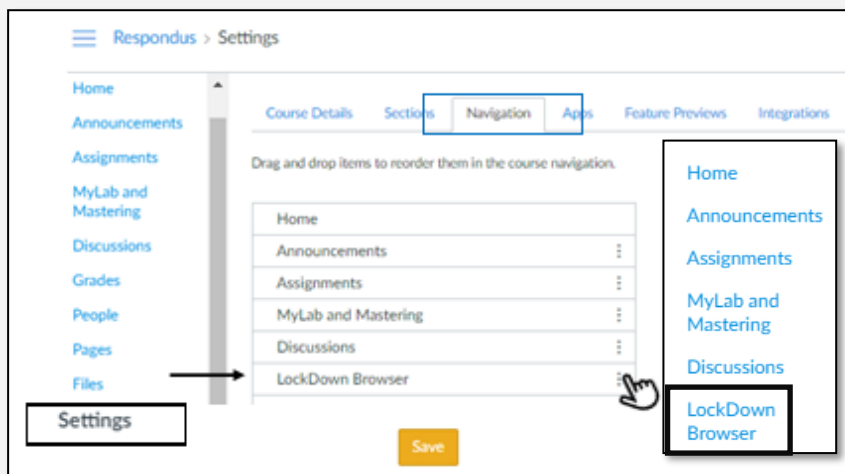 Respondus > Settings
Home
Announcements
Assignments
MyLab and
Mastering
Discussions
Grades
People
Pages
Files
Settings
Course Details Sections Navigation Apps Feature Previews Integrations
Drag and drop items to reorder them in the course navigation.
Home
Announcements
Assignments
MyLab and Mastering
Discussions
LockDown Browser
Save
Home
Announcements
Assignments
MyLab and
Mastering
Discussions
LockDown
Browser